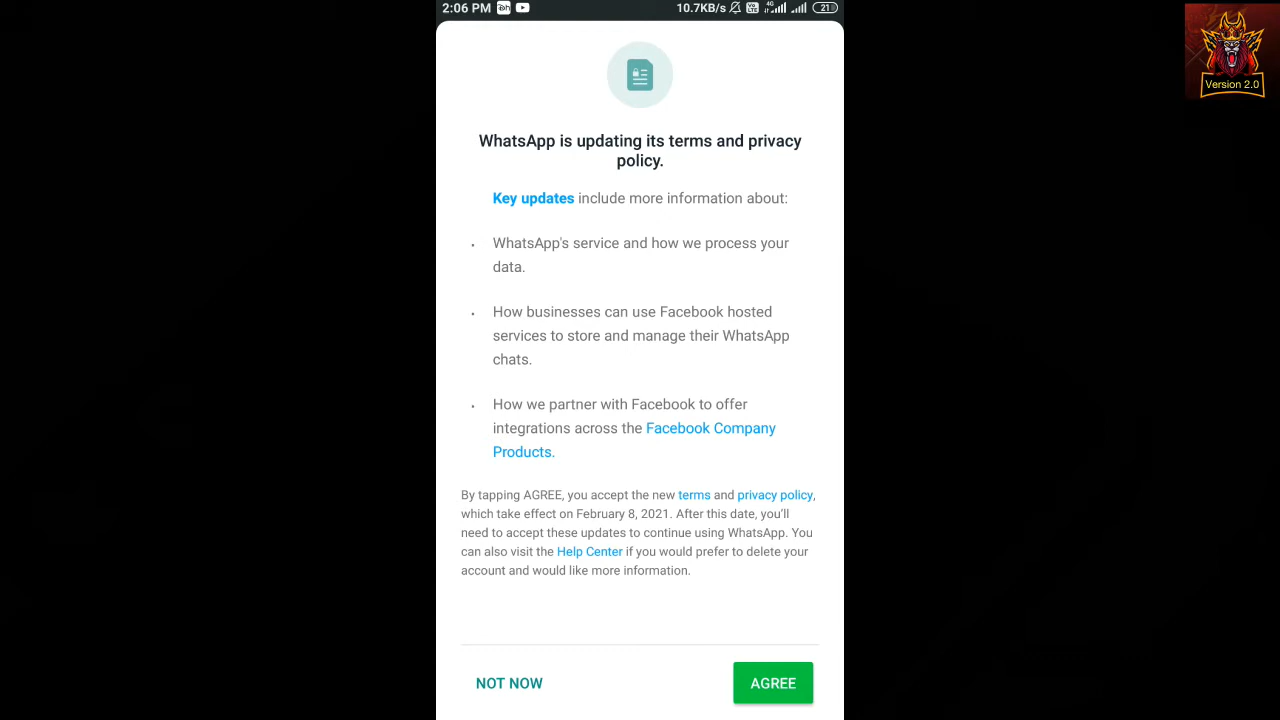 2:06 PM
10.7KB/s
4G
21
Version 2.0
WhatsApp is updating its terms and privacy
policy.
Key updates include more information about:
• WhatsApp's service and how we process your
data.
• How businesses can use Facebook hosted
services to store and manage their WhatsApp
chats.
• How we partner with Facebook to offer
integrations across the Facebook Company
Products.
By tapping AGREE, you accept the new terms and privacy policy,
which take effect on February 8, 2021. After this date, you'll
need to accept these updates to continue using WhatsApp. You
can also visit the Help Center if you would prefer to delete your
account and would like more information.
NOT NOW
AGREE